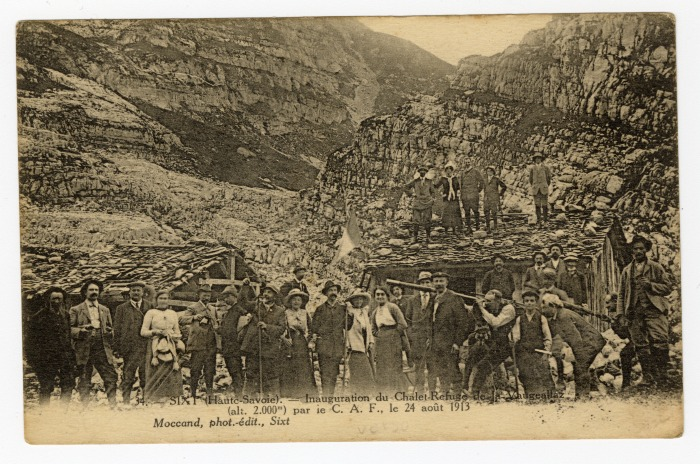 34. SIXT (Haute-Savoie). - Inauguration du Chalet-Refuge de la Vaugeallaz
(alt. 2.000m) par le C. A. F., le 24 août 1913
Moccand, phot.-édit., Sixt